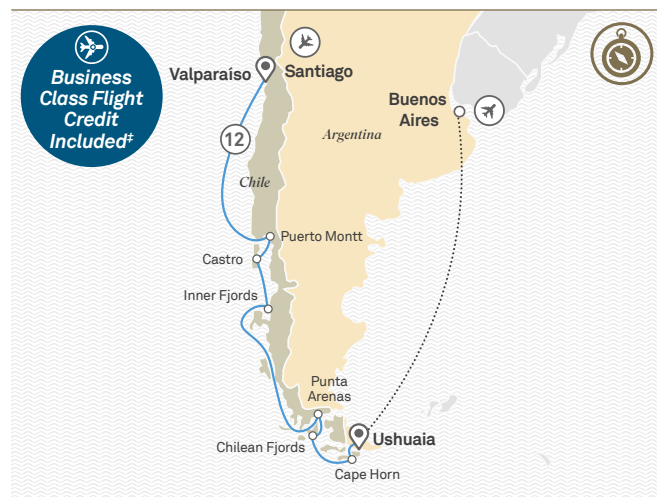 Business
Class Flight
Credit
Included‡
Valparaíso
Santiago
Buenos
Aires
Argentina
12
Chile
Puerto Montt
Castro
Inner Fjords
Punta
Arenas
Chilean Fjords
Ushuaia
Cape Horn